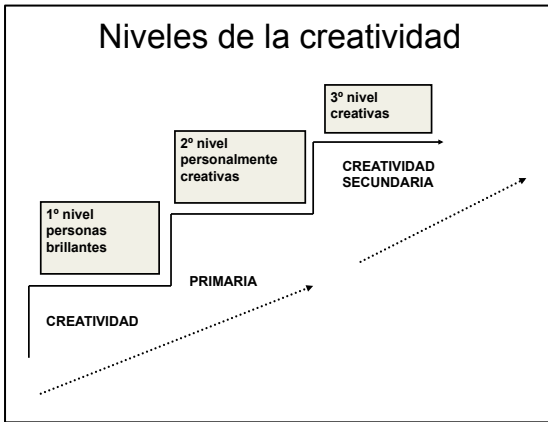 Niveles de la creatividad
3º nivel
creativas
2º nivel
personalmente
creativas
CREATIVIDAD
SECUNDARIA
1º nivel
personas
brillantes
PRIMARIA
CREATIVIDAD